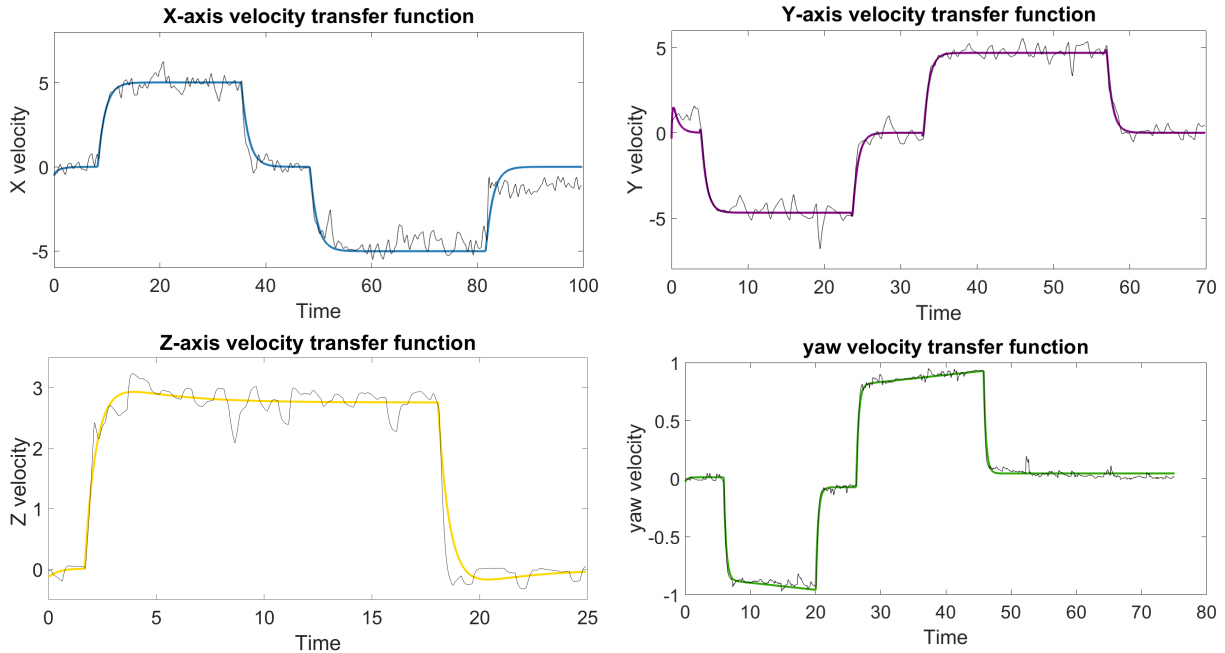 X-axis velocity transfer function
X velocity
5
0
-5
0 20 40 60 80 100
Time
Y-axis velocity transfer function
Y velocity
5
0
-5
0 10 20 30 40 50 60 70
Time
Z-axis velocity transfer function
Z velocity
3
2
1
0
0 5 10 15 20 25
Time
yaw velocity transfer function
yaw velocity
1
0.5
0
-0.5
-1
0 10 20 30 40 50 60 70 80
Time